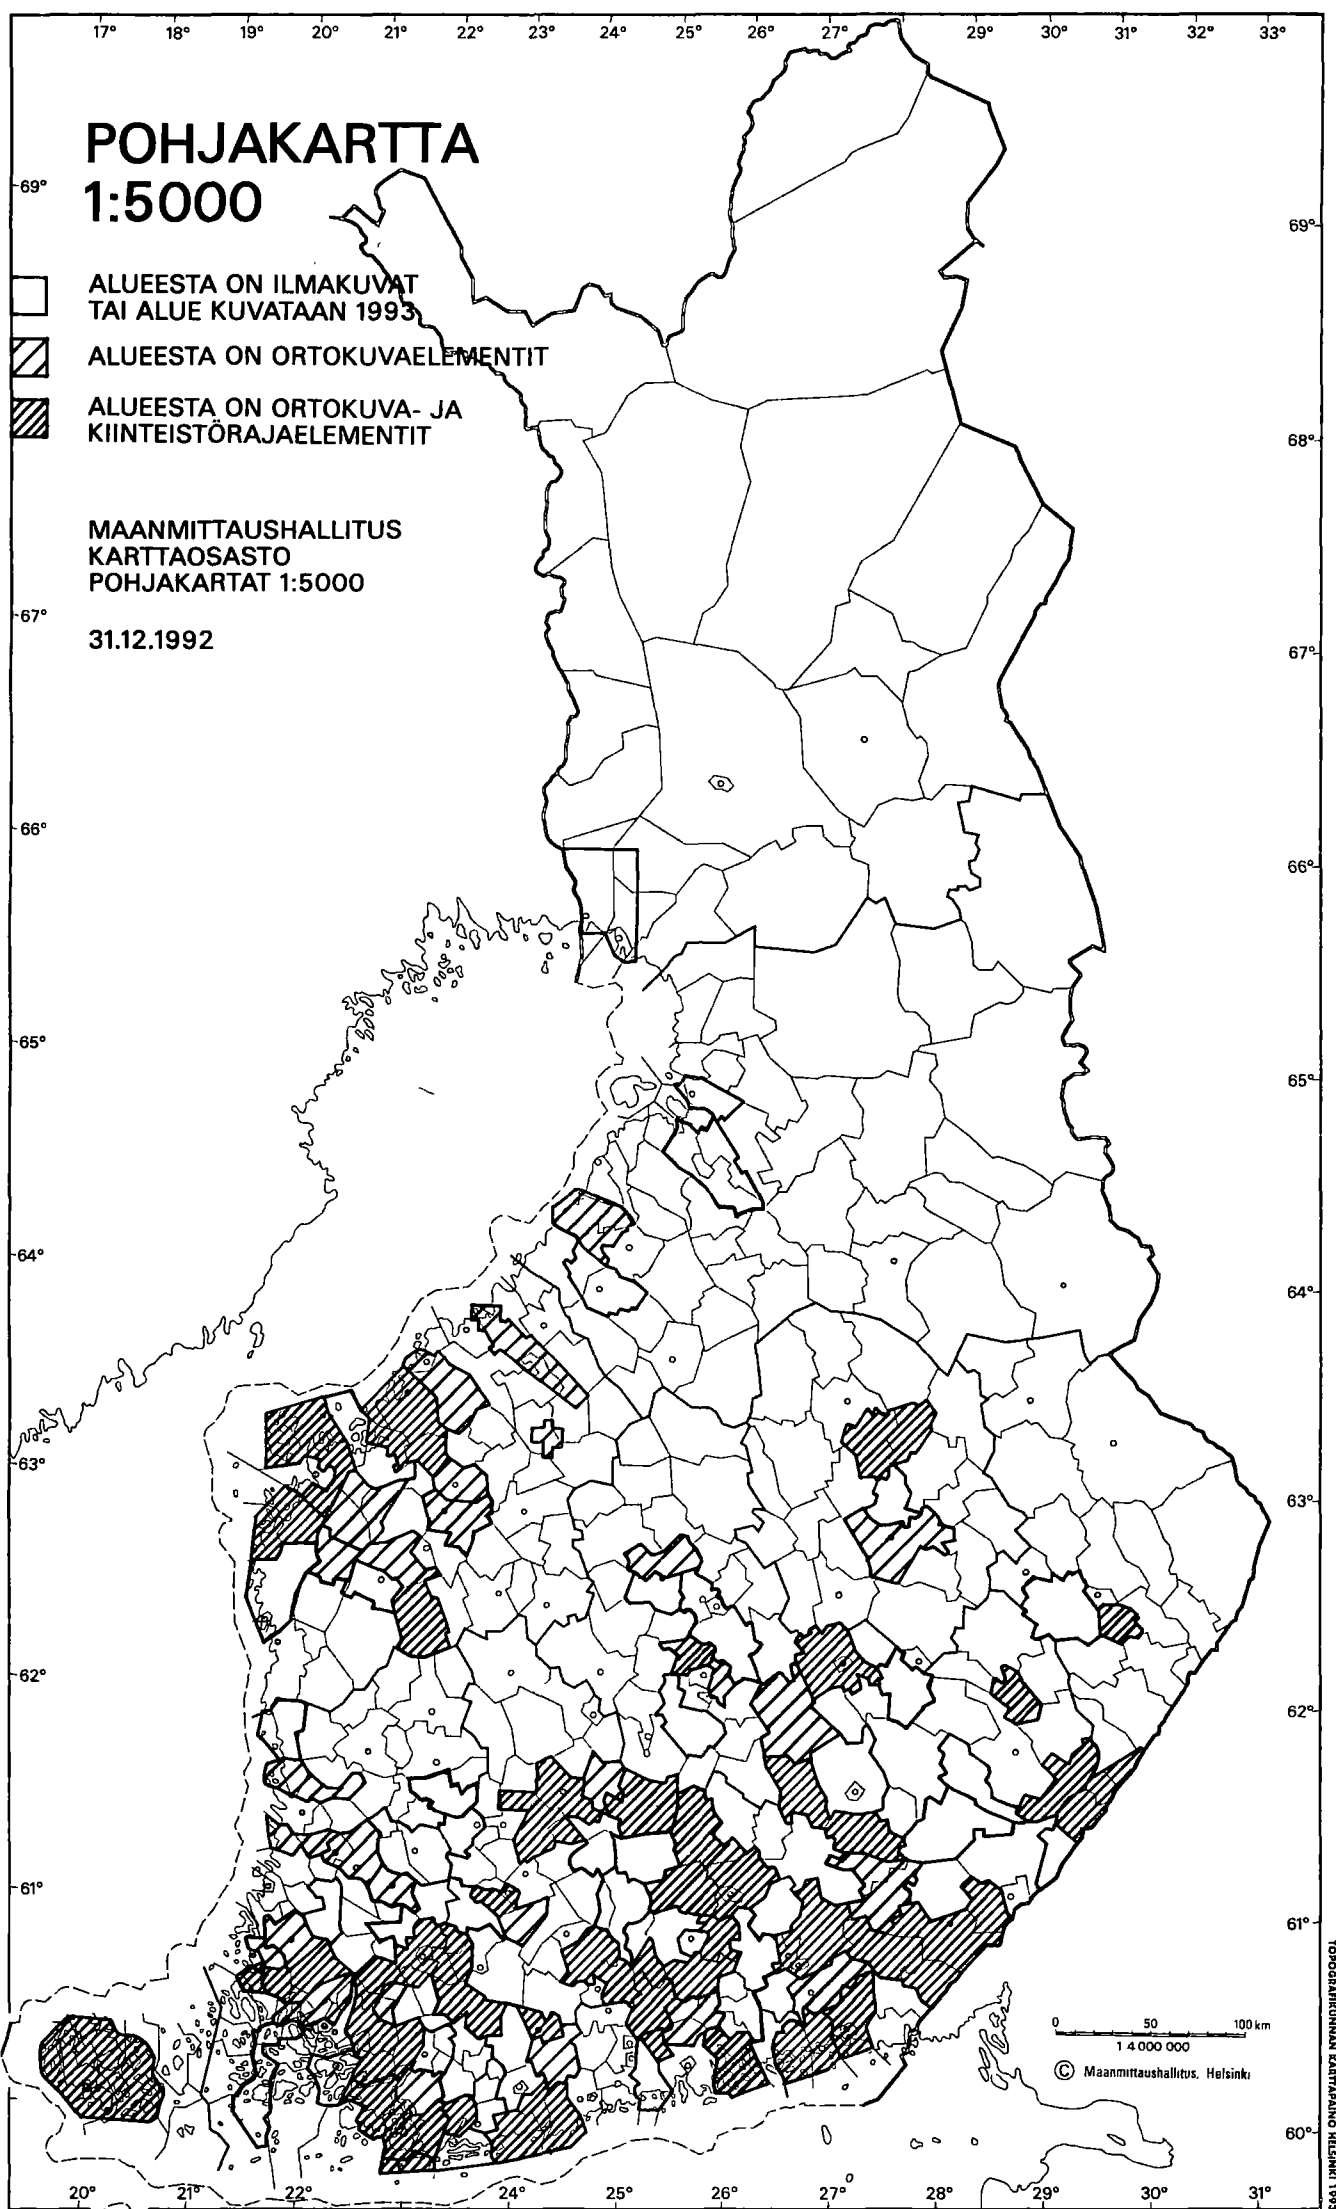 17° 18° 19° 20° 21° 22° 23° 24° 25° 26° 27° 28° 29° 30° 31° 32° 33°
POHJAKARTTA
1:5000
69°
69°
ALUEESTA ON ILMAKUVAT
TAI ALUE KUVATAAN 1993
ALUEESTA ON ORTOKUVAELEMENTIT
ALUEESTA ON ORTOKUVA- JA
KIINTEISTÖRAJAELEMENTIT
68°
MAANMITTAUSHALLITUS
KARTTAOSASTO
POHJAKARTAT 1:5000
67°
31.12.1992
67°
66°
66°
65°
65°
64°
64°
63°
63°
62°
62°
61°
61°
0 50 100 km
1 4000 000
© Maanmittaushallitus, Helsinki
60°
20° 21° 22° 23° 24° 25° 26° 27° 28° 29° 30° 31°